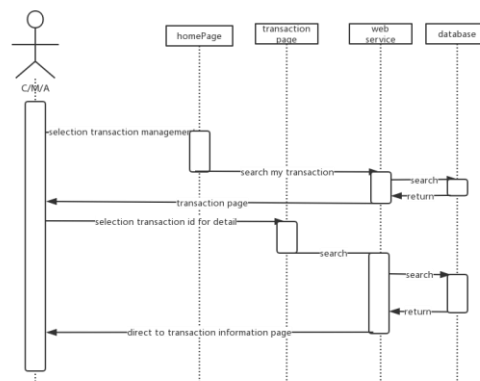 homePage
transaction
page
web
service
database
C/M/A
selection transaction management
search my transaction
search
return
transaction page
selection transaction id for detail
search
search
return
direct to transaction information page